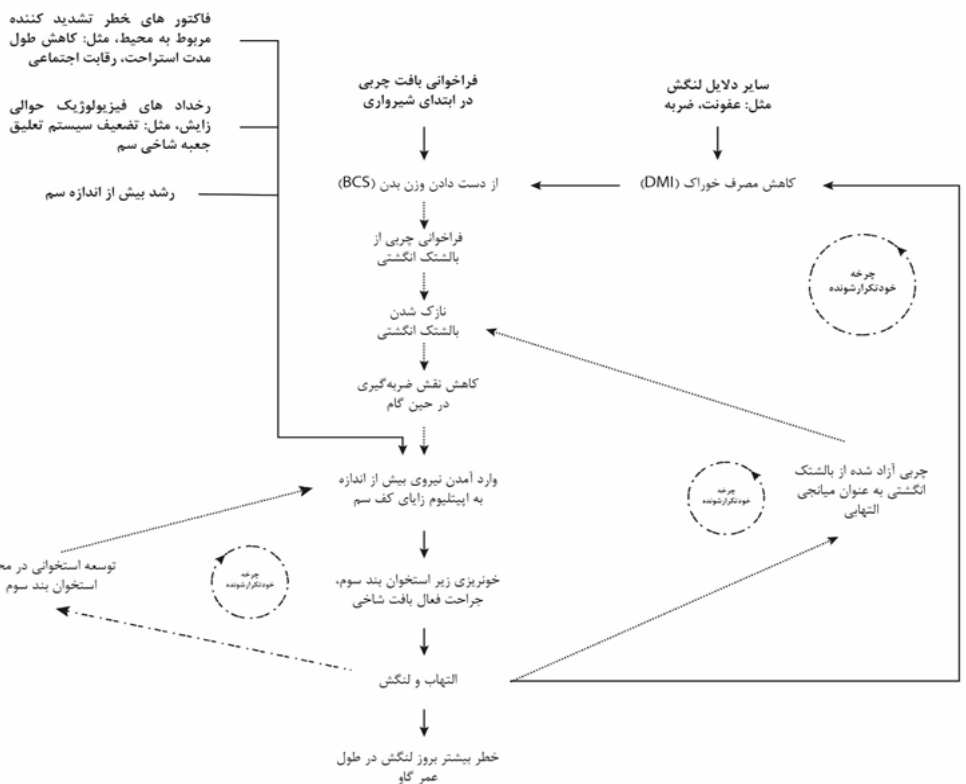 فاکتور های خطر تشدید کننده
مربوط به محیط، مثل: کاهش طول
مدت استراحت، رقابت اجتماعی
رخداد های فیزیولوژیک حوالی
زایش، مثل: تضعیف سیستم تعلیق
جعبه شاخی سم
رشد بیش از اندازه سم
فراخوانی بافت چربی
در ابتدای شیرواری
سایر دلایل لنگش
مثل: عفونت، ضربه
از دست دادن وزن بدن (BCS)
کاهش مصرف خوراک (DMI)
فراخوانی چربی از
بالشتک انگشتی
چرخه
خودتکرارشونده
نازک شدن
بالشتک انگشتی
کاهش نقش ضربه‌گیری
در حین گام
وارد آمدن نیروی بیش از اندازه
به اپیتلیوم زایای کف سم
چرخه
خودتکرارشونده
چربی آزاد شده از بالشتک
انگشتی به عنوان میانجی
التهابی
توسعه استخوانی در
استخوان بند سوم
چرخه
خودتکرارشونده
خونریزی زیر استخوان بند سوم،
جراحت فعال بافت شاخی
التهاب و لنگش
خطر بیشتر بروز لنگش در طول
عمر گاو